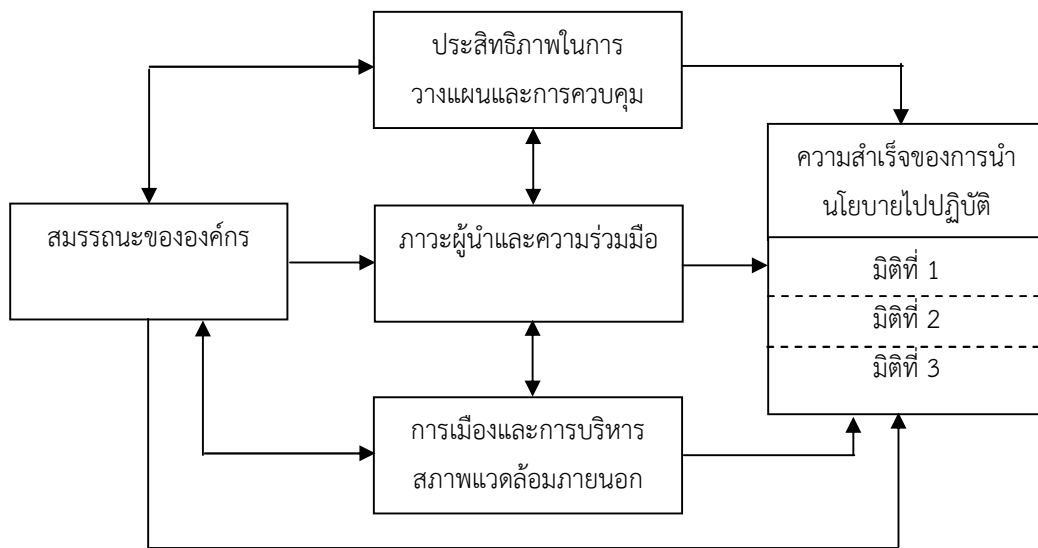 ประสิทธิภาพในการ
วางแผนและการควบคุม
ความสำเร็จของการนำ
นโยบายไปปฏิบัติ
สมรรถนะขององค์กร
ภาวะผู้นำและความร่วมมือ
มิติที่ 1
มิติที่ 2
มิติที่ 3
การเมืองและการบริหาร
สภาพแวดล้อมภายนอก